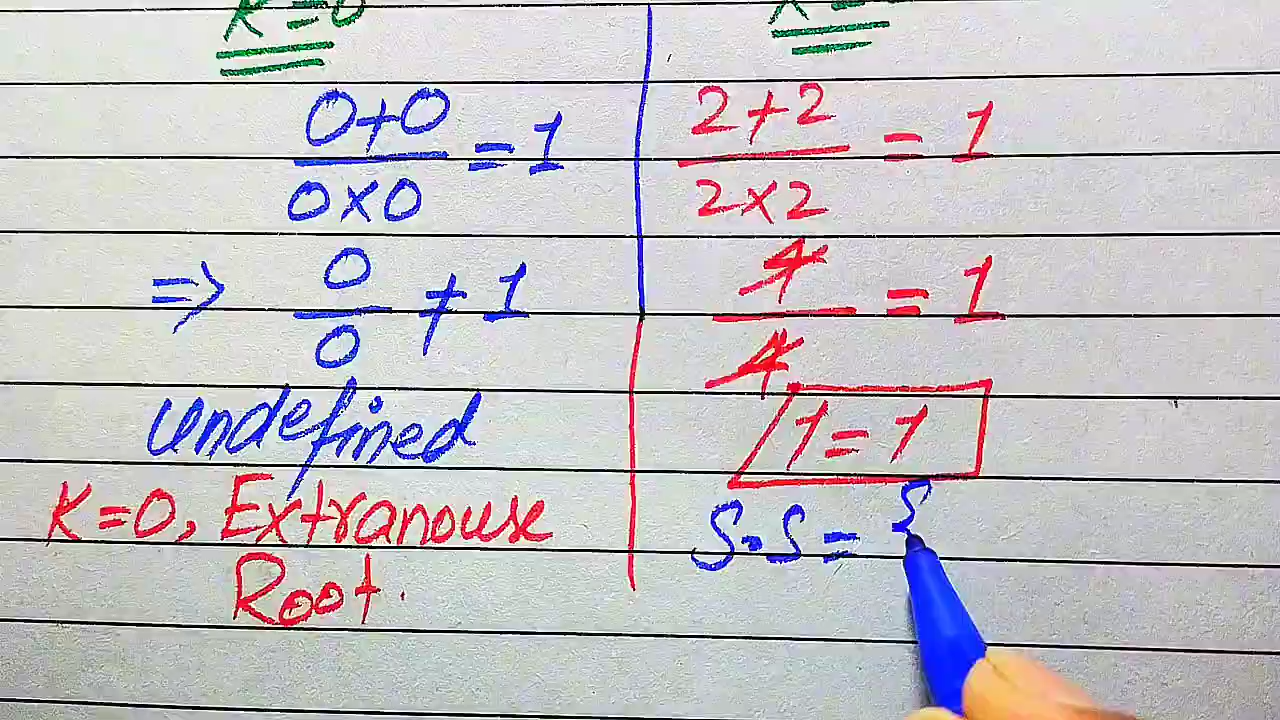 K=0
0+0
0×0
=1
=> 0
0
≠ 1
undefined
K=0, Extranouse
Root.
2+2
2×2
= 1
4
4
= 1
1=1
S.S = {